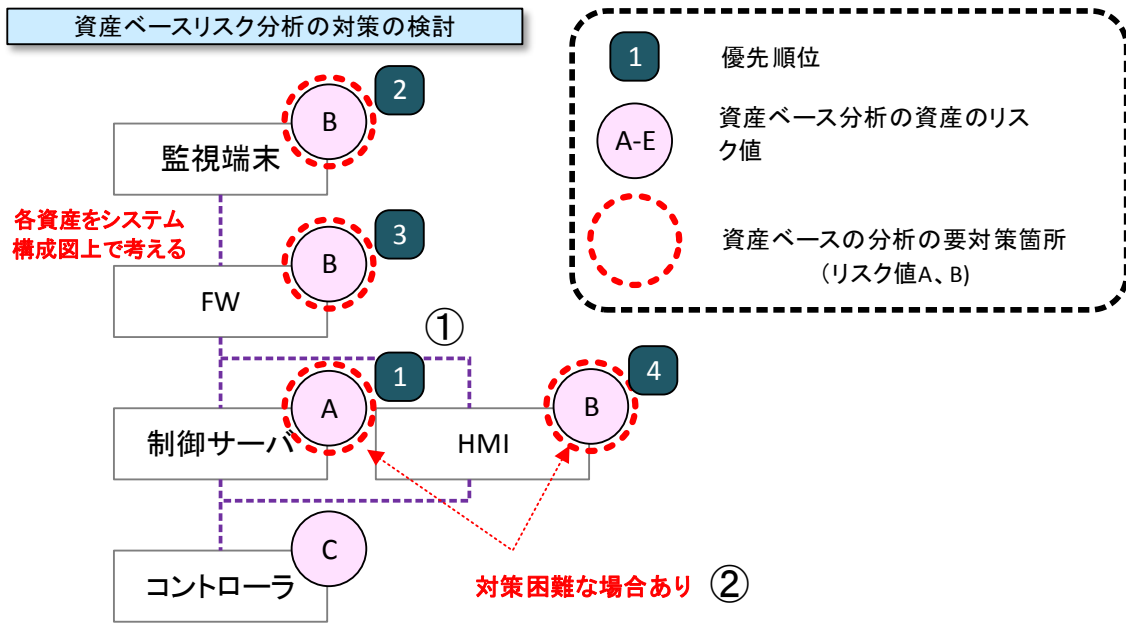 資産ベースリスク分析の対策の検討
1
優先順位
A-E
資産ベース分析の資産のリス
ク値
資産ベースの分析の要対策箇所
（リスク値A、B)
2
B
監視端末
各資産をシステム
構成図上で考える
3
B
FW
①
1
A
制御サーバ
4
B
HMI
C
コントローラ
対策困難な場合あり ②